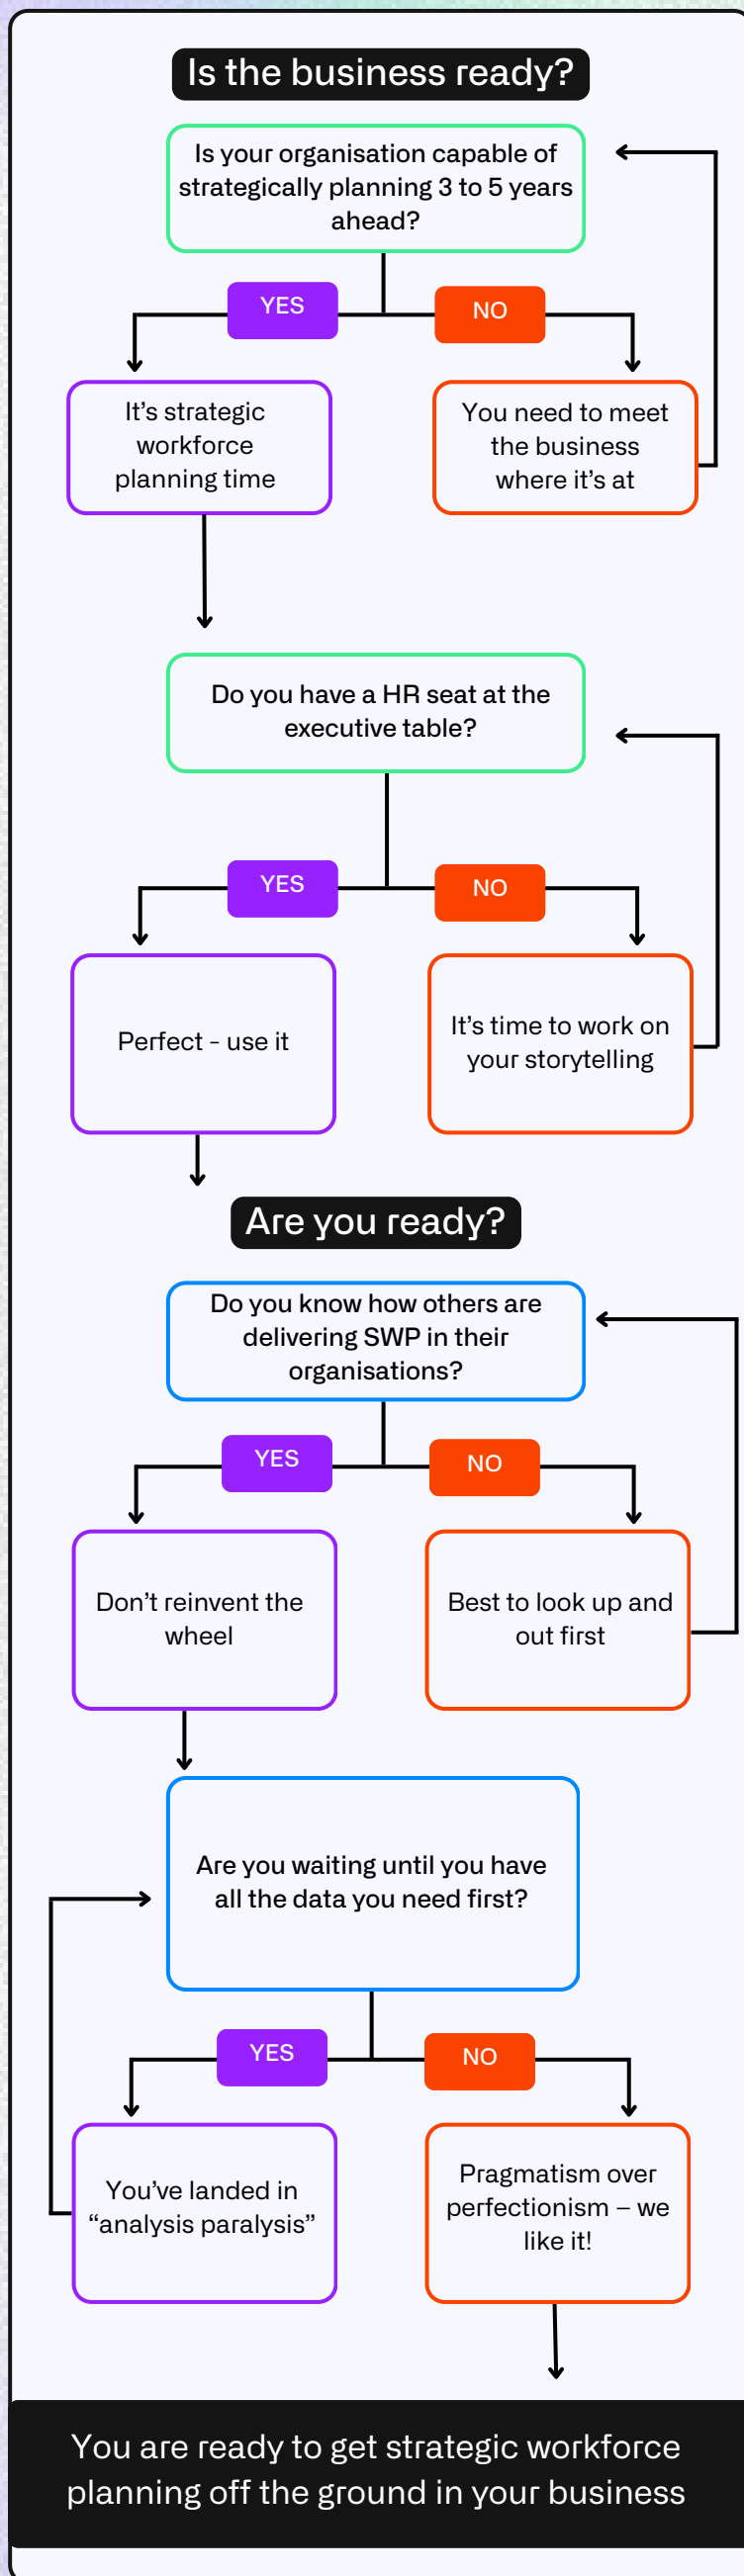 Is the business ready?
Is your organisation capable of
strategically planning 3 to 5 years
ahead?
YES
NO
It's strategic
workforce
planning time
You need to meet
the business
where it's at
Do you have a HR seat at the
executive table?
YES
NO
Perfect - use it
It's time to work on
your storytelling
Are you ready?
Do you know how others are
delivering SWP in their
organisations?
YES
NO
Don't reinvent the
wheel
Best to look up and
out first
Are you waiting until you have
all the data you need first?
YES
NO
You've landed in
“analysis paralysis”
Pragmatism over
perfectionism – we
like it!
You are ready to get strategic workforce
planning off the ground in your business